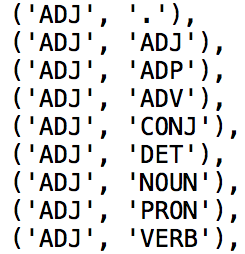 ('ADJ', '.'),
('ADJ', 'ADJ'),
('ADJ', 'ADP'),
('ADJ', 'ADV'),
('ADJ', 'CONJ'),
('ADJ', 'DET'),
('ADJ', 'NOUN'),
('ADJ', 'PRON'),
('ADJ', 'VERB'),